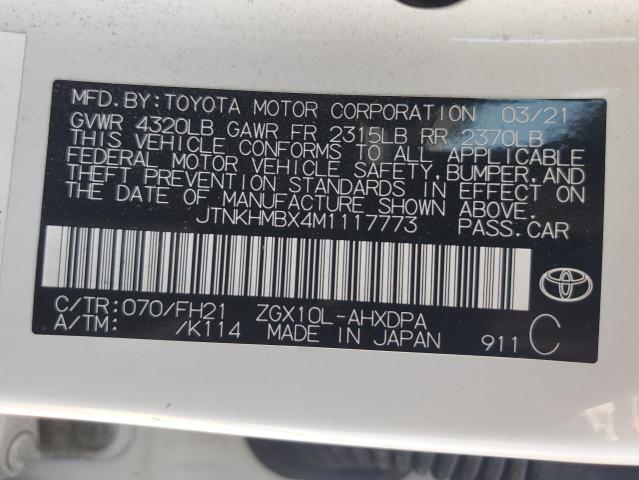 MFD. BY: TOYOTA MOTOR CORPORATION 03/21
GVWR 4320LB GAWR FR 2315LB RR 2370LB
THIS VEHICLE CONFORMS TO ALL APPLICABLE
FEDERAL MOTOR VEHICLE SAFETY, BUMPER, AND
THEFT PREVENTION STANDARDS IN EFFECT ON
THE DATE OF MANUFACTURE SHOWN ABOVE.
JTNKHMBX4M1117773 PASS. CAR
C/TR: 070/FH21 ZGX10L-AHXDPA
A/TM: /K114 MADE IN JAPAN 911 C